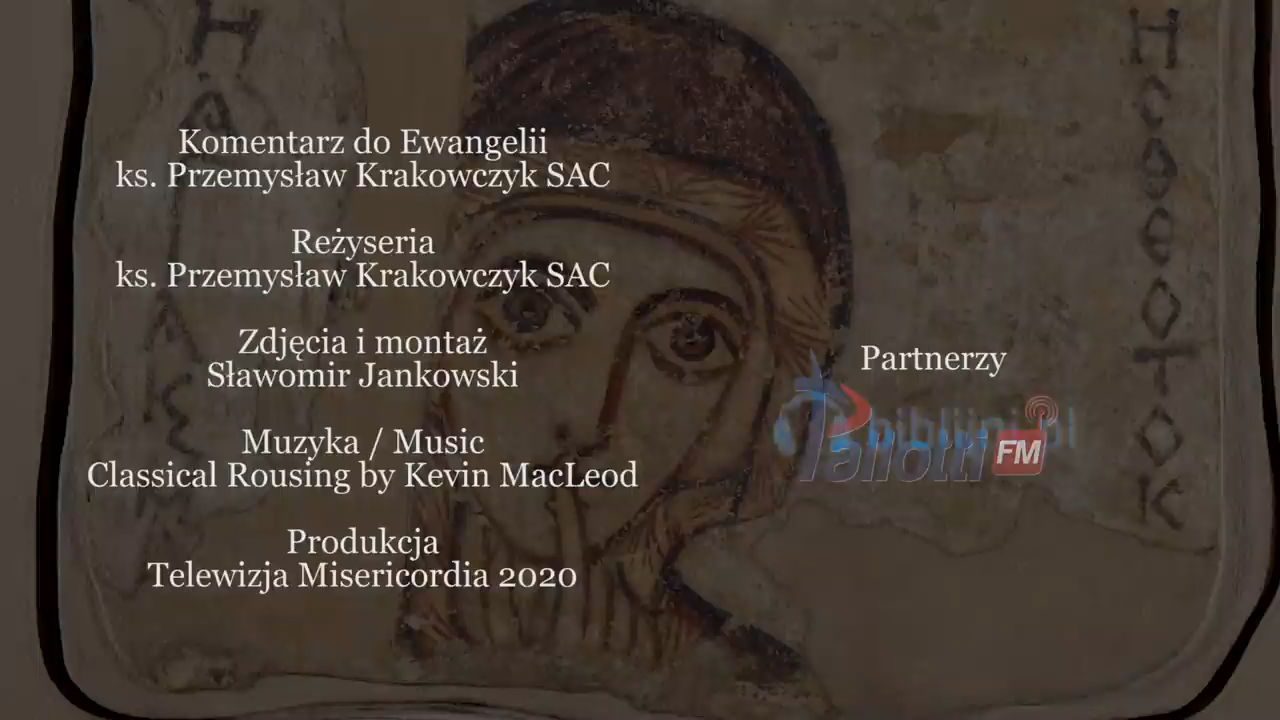 Komentarz do Ewangelii
ks. Przemysław Krakowczyk SAC
Reżyseria
ks. Przemysław Krakowczyk SAC
Zdjęcia i montaż
Sławomir Jankowski
Muzyka / Music
Classical Rousing by Kevin MacLeod
Produkcja
Telewizja Misericordia 2020
Partnerzy
Pallotti FM